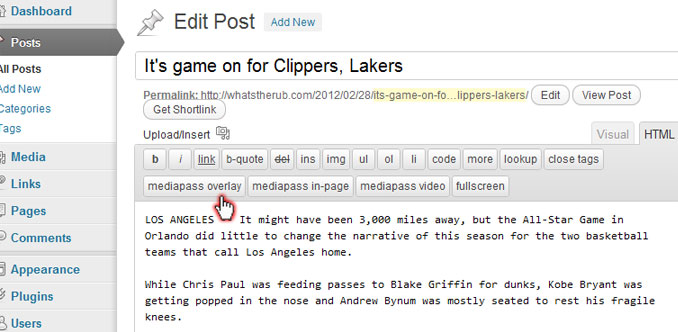 Dashboard
Edit Post Add New
Posts
It's game on for Clippers, Lakers
All Posts
Add New
Permalink: http://whatstherub.com/2012/02/28/its-game-on-fo…lippers-lakers/ Edit View Post
Get Shortlink
Categories
Tags
Upload/Insert Visual HTML
Media
b i link b-quote del ins img ul ol li code more lookup close tags
Links
mediapass overlay mediapass in-page mediapass video fullscreen
Pages
LOS ANGELES It might have been 3,000 miles away, but the All-Star Game in
Comments
Orlando did little to change the narrative of this season for the two basketball
teams that call Los Angeles home.
Appearance
While Chris Paul was feeding passes to Blake Griffin for dunks, Kobe Bryant was
Plugins
getting popped in the nose and Andrew Bynum was mostly seated to rest his fragile
knees.
Users